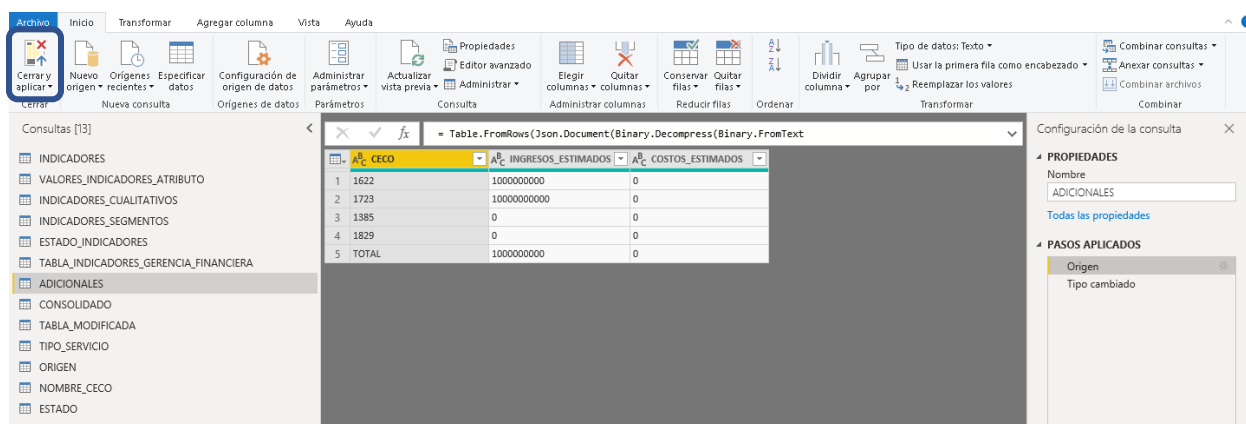 Archivo Inicio Transformar Agregar columna Vista Ayuda
Cerrar y aplicar
Nuevo origen
Orígenes recientes
Especificar datos
Configuración de origen de datos
Administrar parámetros
Actualizar vista previa
Propiedades
Editor avanzado
Administrar
Elegir columnas
Quitar columnas
Conservar filas
Quitar filas
Dividir columna
Agrupar por
Tipo de datos: Texto
Usar la primera fila como encabezado
Reemplazar los valores
Combinar consultas
Anexar consultas
Combinar archivos
Cerrar Nueva consulta Orígenes de datos Parámetros Consulta Administrar columnas Reducir filas Ordenar Transformar Combinar
Consultas [13]
INDICADORES
VALORES_INDICADORES_ATRIBUTO
INDICADORES_CUALITATIVOS
INDICADORES_SEGMENTOS
ESTADO_INDICADORES
TABLA_INDICADORES_GERENCIA_FINANCIERA
ADICIONALES
CONSOLIDADO
TABLA_MODIFICADA
TIPO_SERVICIO
ORIGEN
NOMBRE_CECO
ESTADO
fx = Table.FromRows(Json.Document(Binary.Decompress(Binary.FromText
CECO INGRESOS_ESTIMADOS COSTOS_ESTIMADOS
1 1622 1000000000 0
2 1723 10000000000 0
3 1385 0 0
4 1829 0 0
5 TOTAL 1000000000 0
Configuración de la consulta
PROPIEDADES
Nombre
ADICIONALES
Todas las propiedades
PASOS APLICADOS
Origen
Tipo cambiado